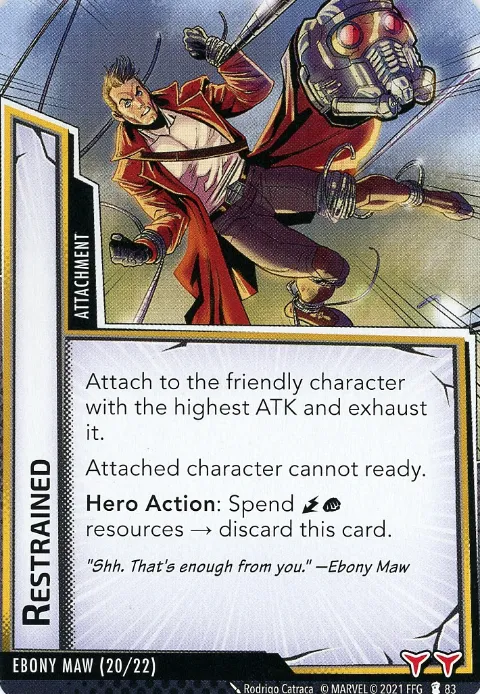 ATTACHMENT
RESTRAINED
Attach to the friendly character
with the highest ATK and exhaust
it.
Attached character cannot ready.
Hero Action: Spend
resources → discard this card.
"Shh. That's enough from you." —Ebony Maw
EBONY MAW (20/22)
Rodrigo Catraca © MARVEL © 2021 FFG 83